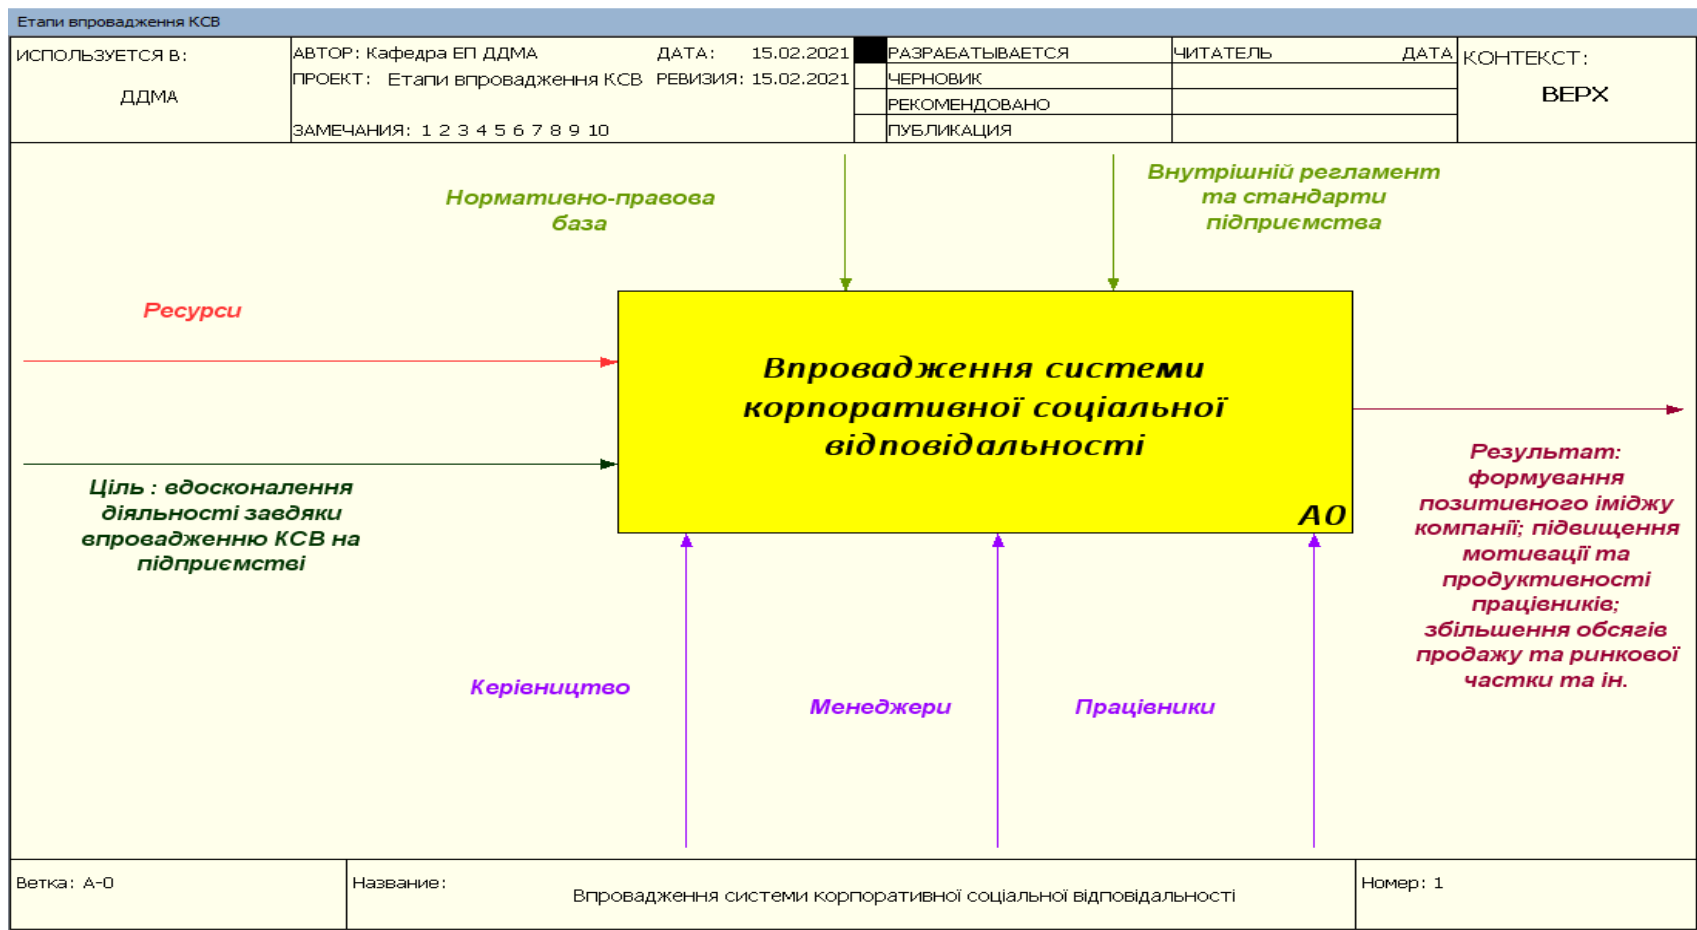 Етапи впровадження КСВ
ИСПОЛЬЗУЕТСЯ В:
ДДМА
АВТОР: Кафедра ЕП ДДМА ДАТА: 15.02.2021
ПРОЕКТ: Етапи впровадження КСВ РЕВИЗИЯ: 15.02.2021
ЗАМЕЧАНИЯ: 1 2 3 4 5 6 7 8 9 10
РАЗРАБАТЫВАЕТСЯ
ЧЕРНОВИК
РЕКОМЕНДОВАНО
ПУБЛИКАЦИЯ
ЧИТАТЕЛЬ ДАТА
КОНТЕКСТ:
ВЕРХ
Нормативно-правова
база
Внутрішній регламент
та стандарти
підприємства
Ресурси
Ціль : вдосконалення
діяльності завдяки
впровадженню КСВ на
підприємстві
Впровадження системи
корпоративної соціальної
відповідальності
А0
Результат:
формування
позитивного іміджу
компанії; підвищення
мотивації та
продуктивності
працівників;
збільшення обсягів
продажу та ринкової
частки та ін.
Керівництво
Менеджери
Працівники
Ветка: А-0
Название:
Впровадження системи корпоративної соціальної відповідальності
Номер: 1